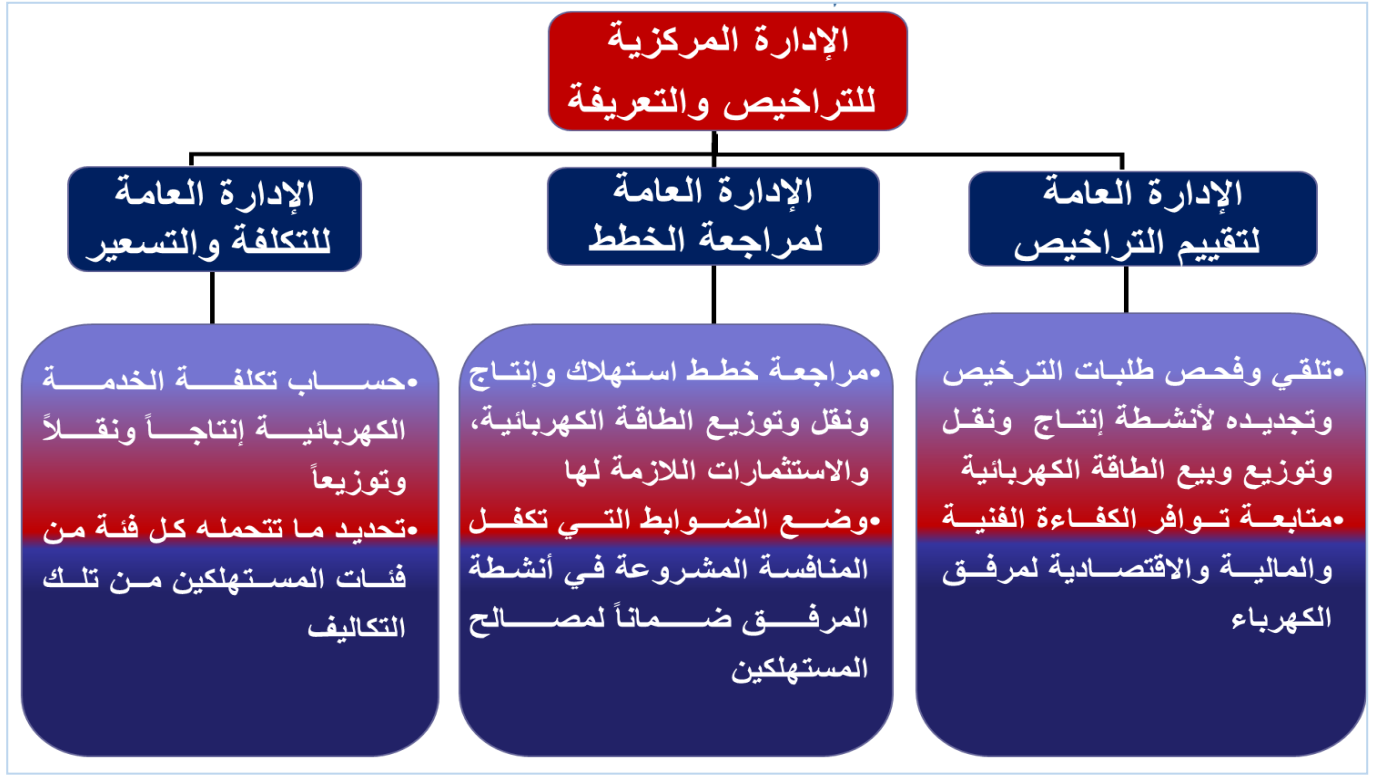 الإدارة المركزية
للتراخيص والتعريفة
الإدارة العامة
لتقييم التراخيص
الإدارة العامة
لمراجعة الخطط
الإدارة العامة
للتكلفة والتسعير
•تلقي وفحص طلبات الترخيص
وتجديده لأنشطة إنتاج ونقل
وتوزيع وبيع الطاقة الكهربائية
•متابعة توافر الكفاءة الفنية
والمالية والاقتصادية لمرفق
الكهرباء
•مراجعة خطط استهلاك وإنتاج
ونقل وتوزيع الطاقة الكهربائية،
والاستثمارات اللازمة لها
•وضع الضوابط التي تكفل
المنافسة المشروعة في أنشطة
المرفق ضماناً لمصالح
المستهلكين
•حساب تكلفة الخدمة
الكهربائية إنتاجاً ونقلاً
وتوزيعاً
•تحديد ما تتحمله كل فئة من
فئات المستهلكين من تلك
التكاليف